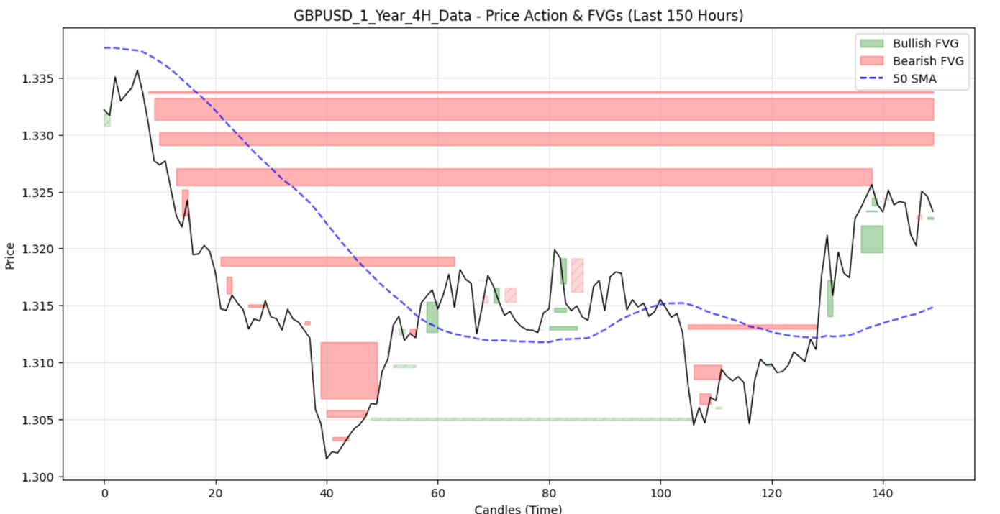 GBPUSD_1_Year_4H_Data - Price Action & FVGs (Last 150 Hours)
Bullish FVG
Bearish FVG
50 SMA
Price
1.335
1.330
1.325
1.320
1.315
1.310
1.305
1.300
0 20 40 60 80 100 120 140
Candles (Time)